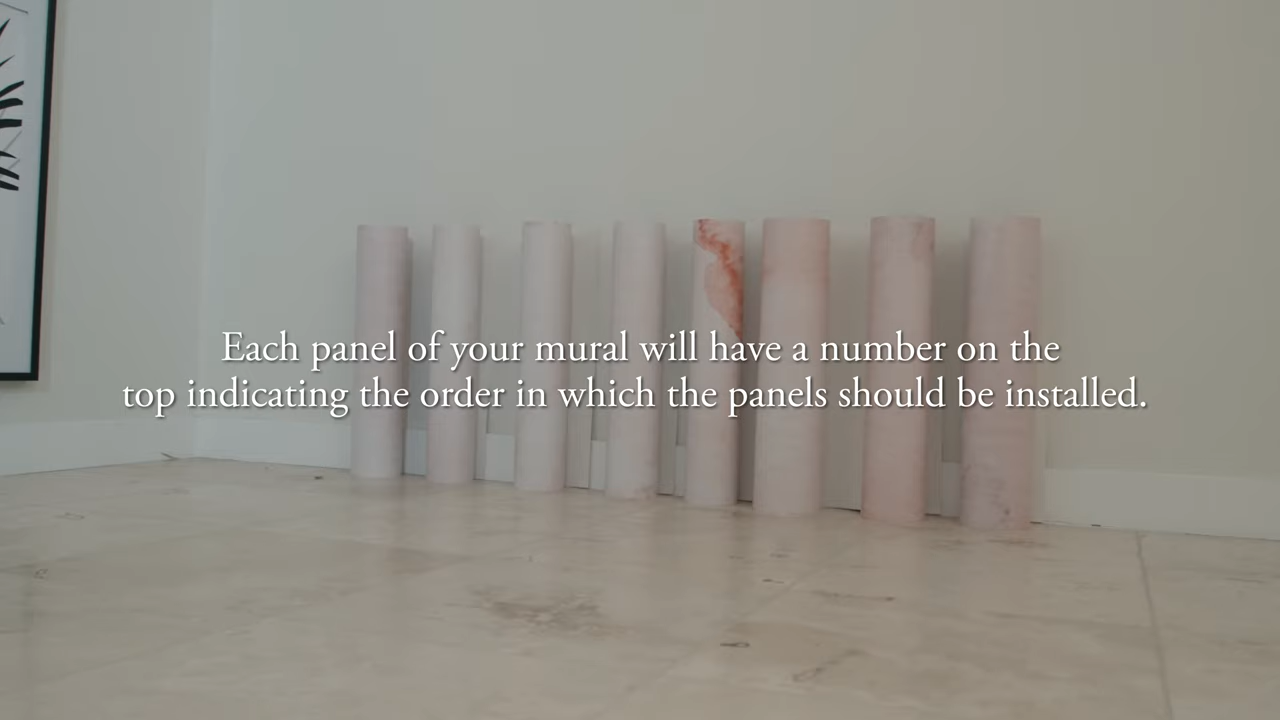 Each panel of your mural will have a number on the
top indicating the order in which the panels should be installed.